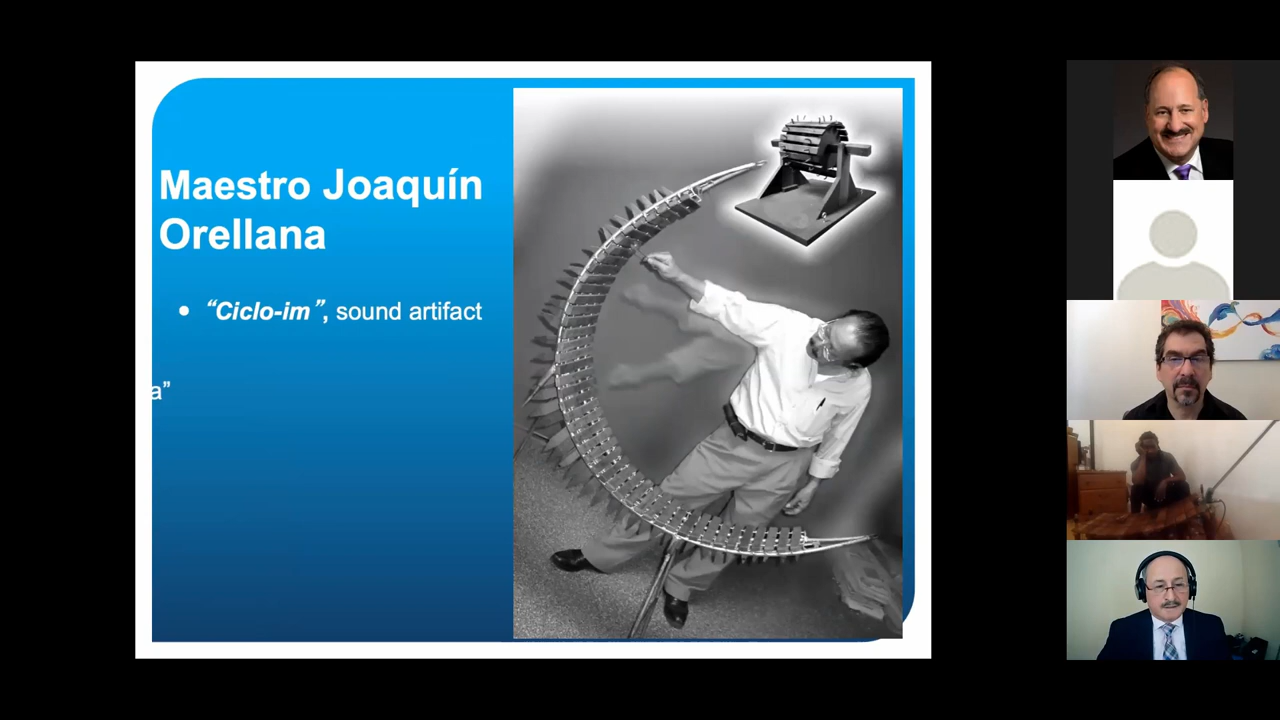 Maestro Joaquín
Orellana
• “Ciclo-im”, sound artifact
a”